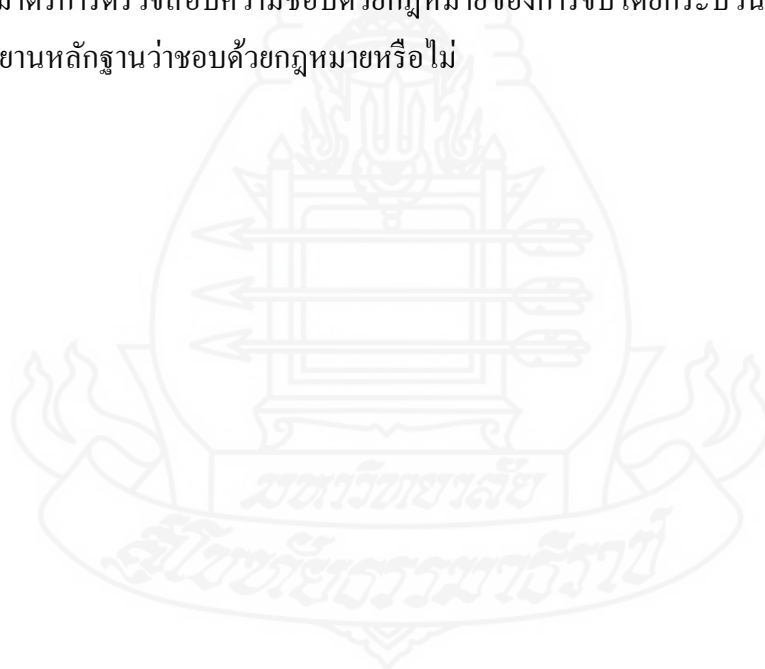 มาตรการตรวจสอบความชอบด้วยกฎหมายของการจับโดยกระบวน
ยานหลักฐานว่าชอบด้วยกฎหมายหรือไม่
มหาวิทยาลัย
สุโขทัยธรรมาธิราช